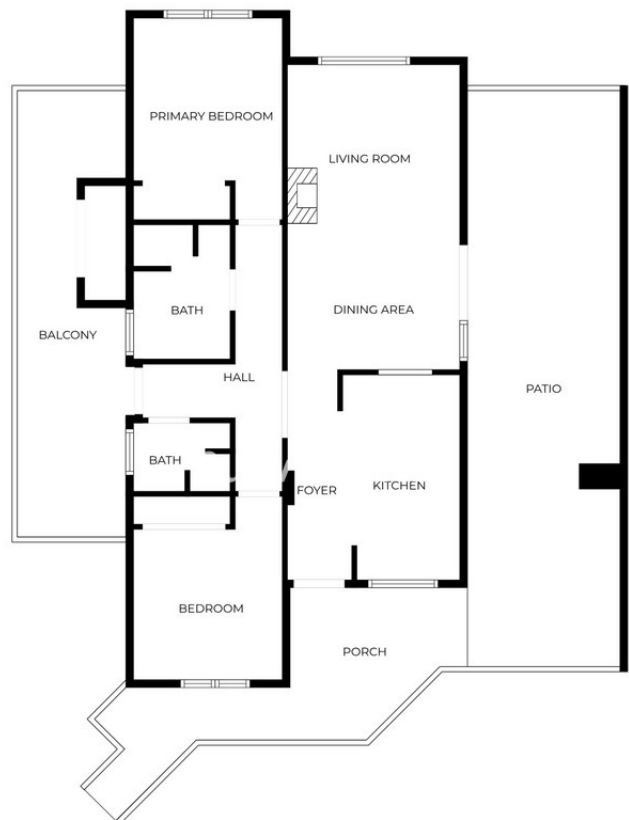 PRIMARY BEDROOM
LIVING ROOM
BATH
DINING AREA
BALCONY
HALL
PATIO
BATH
FOYER
KITCHEN
BEDROOM
PORCH